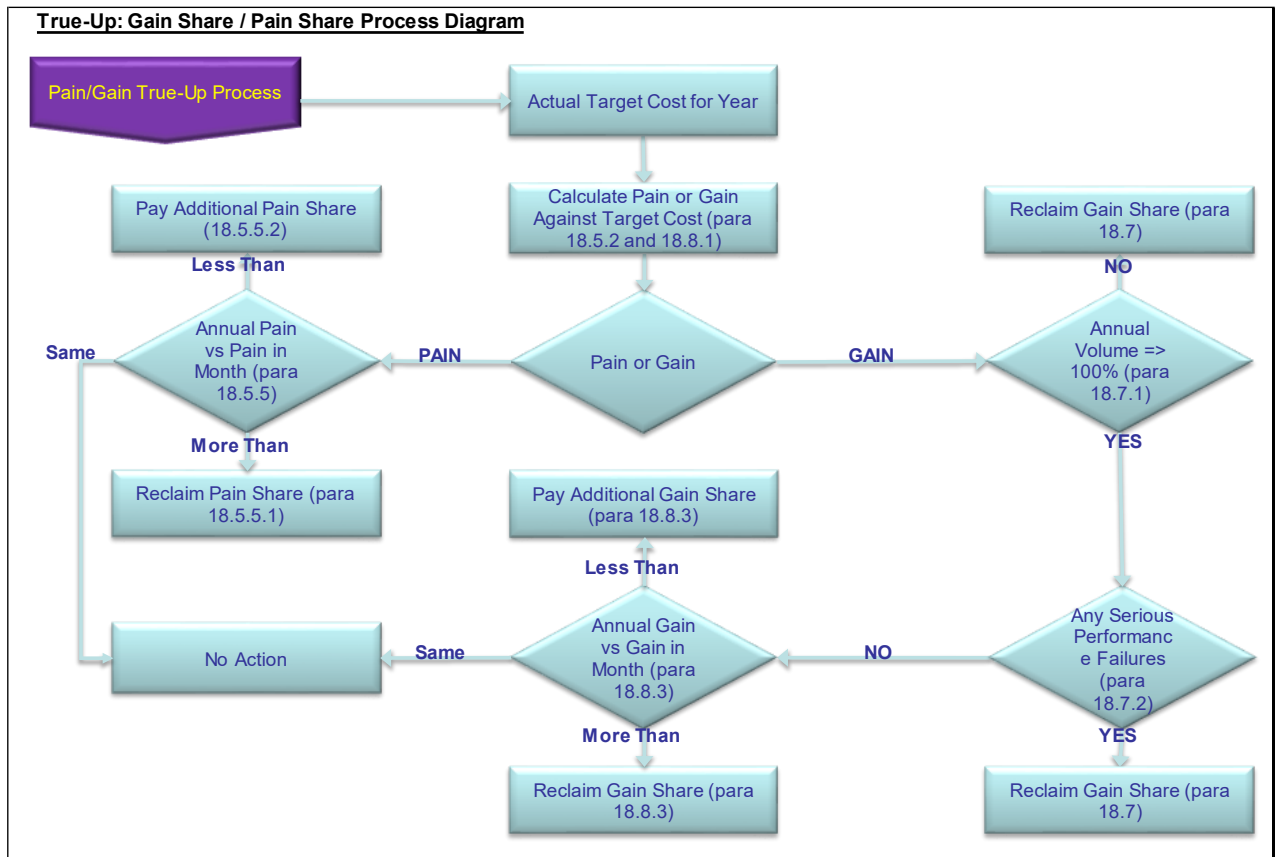 True-Up: Gain Share / Pain Share Process Diagram
Pain/Gain True-Up Process
Actual Target Cost for Year
Pay Additional Pain Share
(18.5.5.2)
Calculate Pain or Gain
Against Target Cost (para
18.5.2 and 18.8.1)
Reclaim Gain Share (para
18.7)
Less Than
NO
Same
Annual Pain
vs Pain in
Month (para
18.5.5)
PAIN
Pain or Gain
GAIN
Annual
Volume =>
100% (para
18.7.1)
More Than
YES
Reclaim Pain Share (para
18.5.5.1)
Pay Additional Gain Share
(para 18.8.3)
Less Than
No Action
Same
Annual Gain
vs Gain in
Month (para
18.8.3)
NO
Any Serious
Performanc
e Failures
(para
18.7.2)
More Than
YES
Reclaim Gain Share (para
18.8.3)
Reclaim Gain Share (para
18.7)